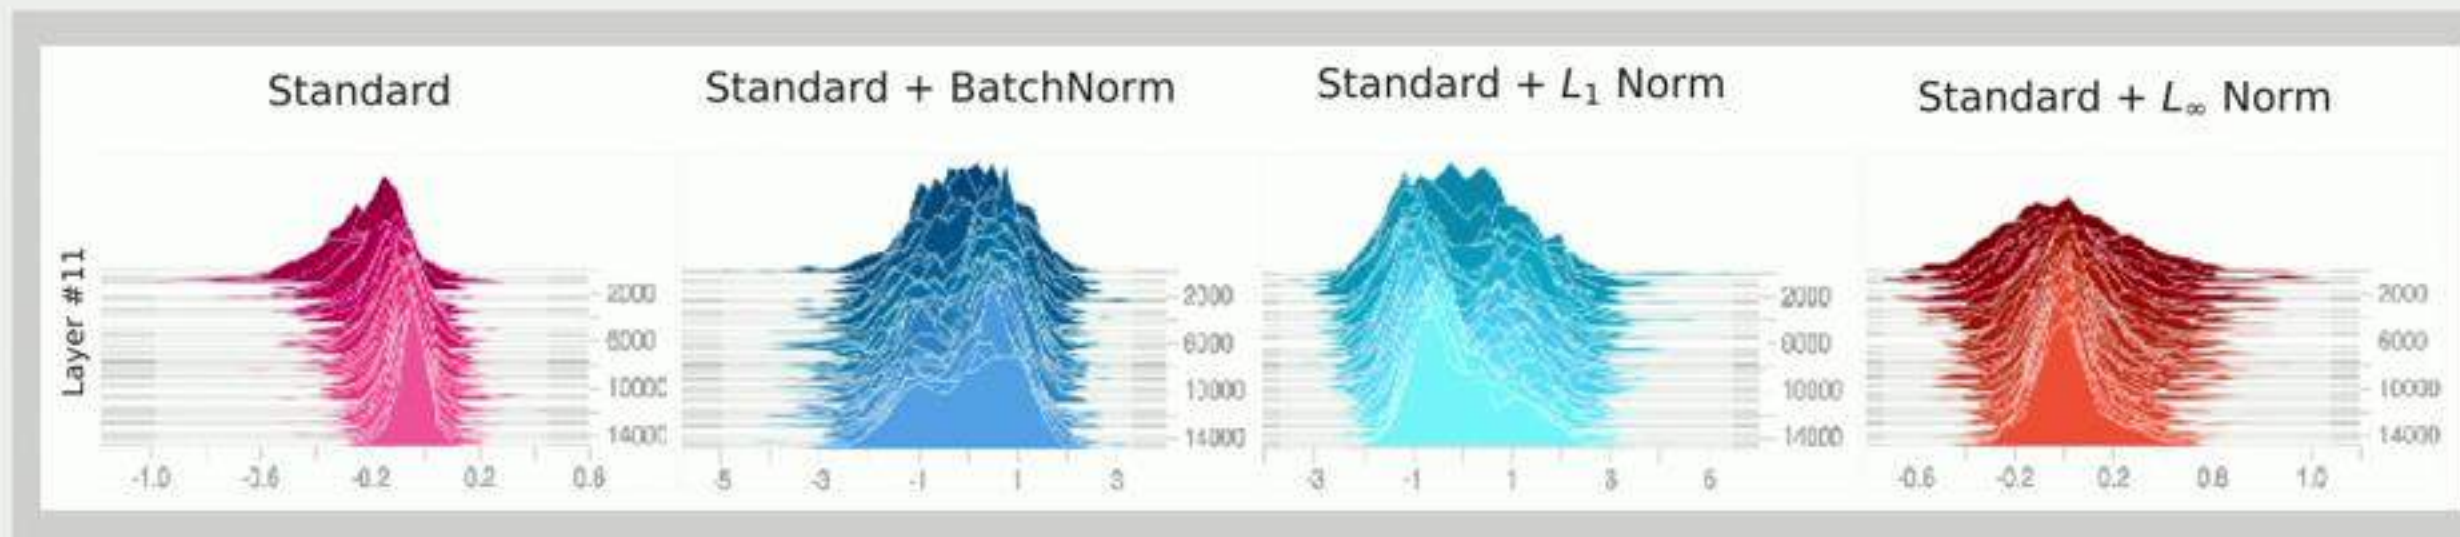 Standard
Standard + BatchNorm
Standard + L₁ Norm
Standard + L∞ Norm
Layer #11
2000
6000
10000
14000
-1.0 -0.6 -0.2 0.2 0.6
2000
6000
10000
14000
-5 -3 -1 1 3
2000
6000
10000
14000
-3 -1 1 3 5
2000
6000
10000
14000
-0.6 -0.2 0.2 0.6 1.0